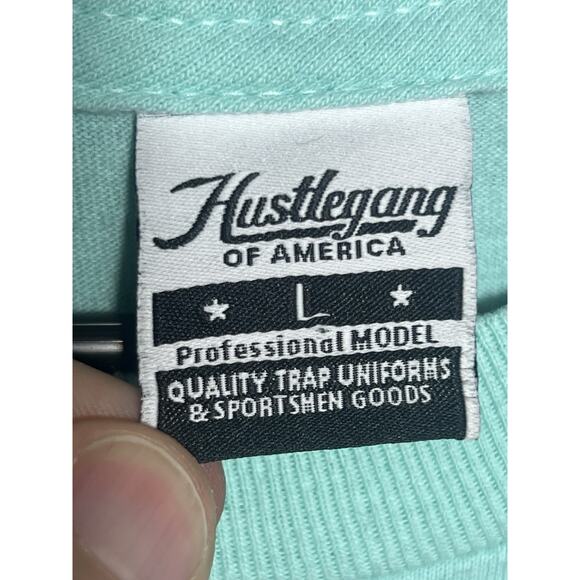 Hustlegang
OF AMERICA
L
Professional MODEL
QUALITY TRAP UNIFORMS
& SPORTSMEN GOODS